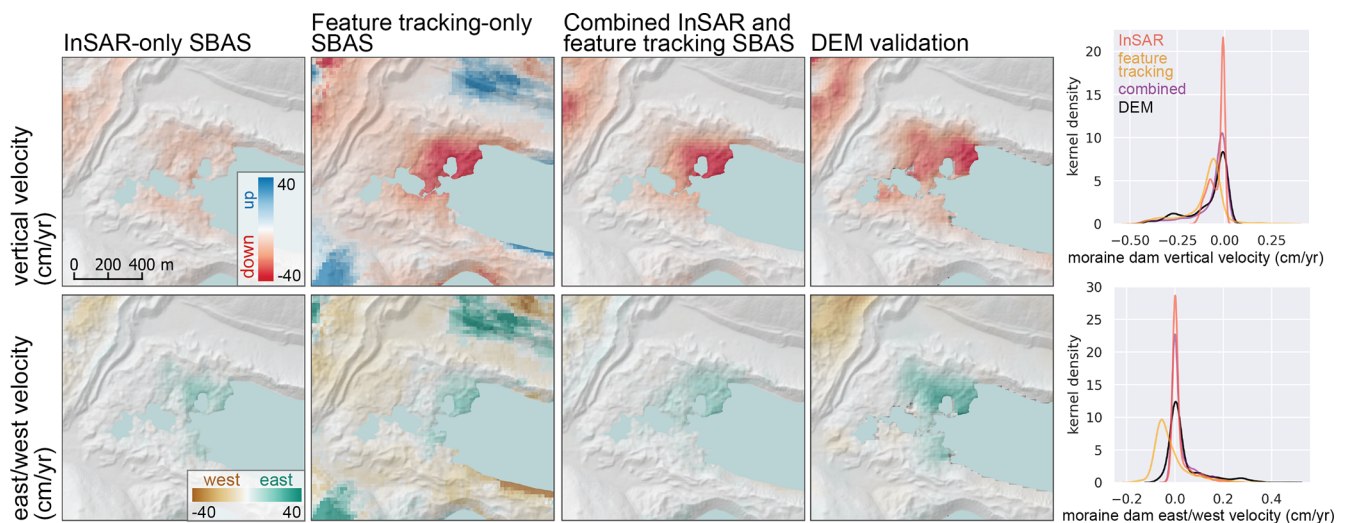 InSAR-only SBAS
Feature tracking-only
SBAS
Combined InSAR and
feature tracking SBAS
DEM validation
vertical velocity
(cm/yr)
0 200 400 m
up
down
40
-40
east/west velocity
(cm/yr)
west east
-40 40
InSAR
feature
tracking
combined
DEM
kernel density
20
15
10
5
0
−0.50 −0.25 0.00 0.25
moraine dam vertical velocity (cm/yr)
kernel density
30
25
20
15
10
5
0
−0.2 0.0 0.2 0.4
moraine dam east/west velocity (cm/yr)